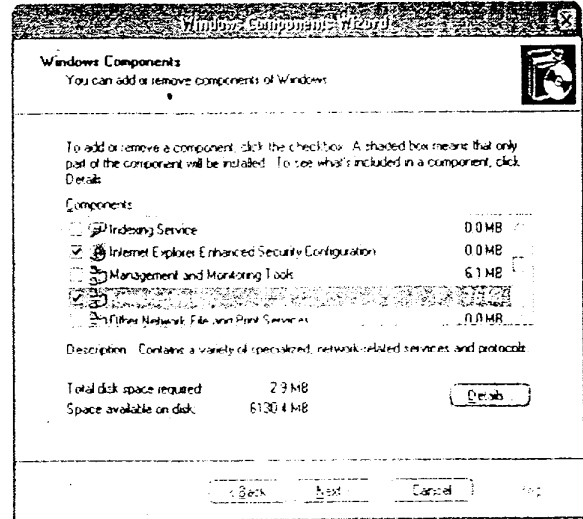 Windows Components Wizard
Windows Components
You can add or remove components of Windows
To add or remove a component, click the checkbox. A shaded box means that only
part of the component will be installed. To see what's included in a component, click
Details
Components
Indexing Service 0.0 MB
Internet Explorer Enhanced Security Configuration 0.0 MB
Management and Monitoring Tools 6.1 MB
Other Network File and Print Services 0.0 MB
Description: Contains a variety of specialized, network-related services and protocols.
Total disk space required: 2.9 MB
Space available on disk: 6130.4 MB
Details...
< Back Next Cancel